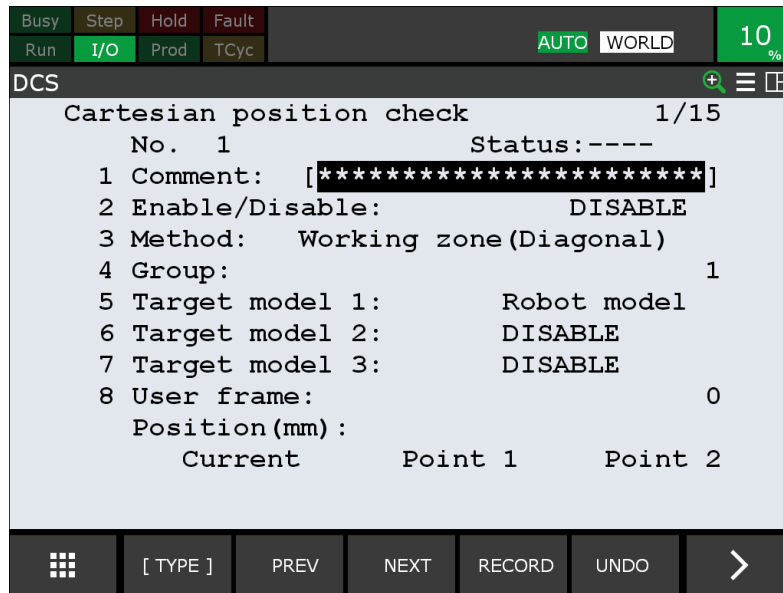 Busy Step Hold Fault
Run I/O Prod TCyc AUTO WORLD 10 %
DCS
Cartesian position check 1/15
No. 1 Status:----
1 Comment: [***********************]
2 Enable/Disable: DISABLE
3 Method: Working zone(Diagonal)
4 Group: 1
5 Target model 1: Robot model
6 Target model 2: DISABLE
7 Target model 3: DISABLE
8 User frame: 0
Position(mm):
Current Point 1 Point 2
[ TYPE ] PREV NEXT RECORD UNDO